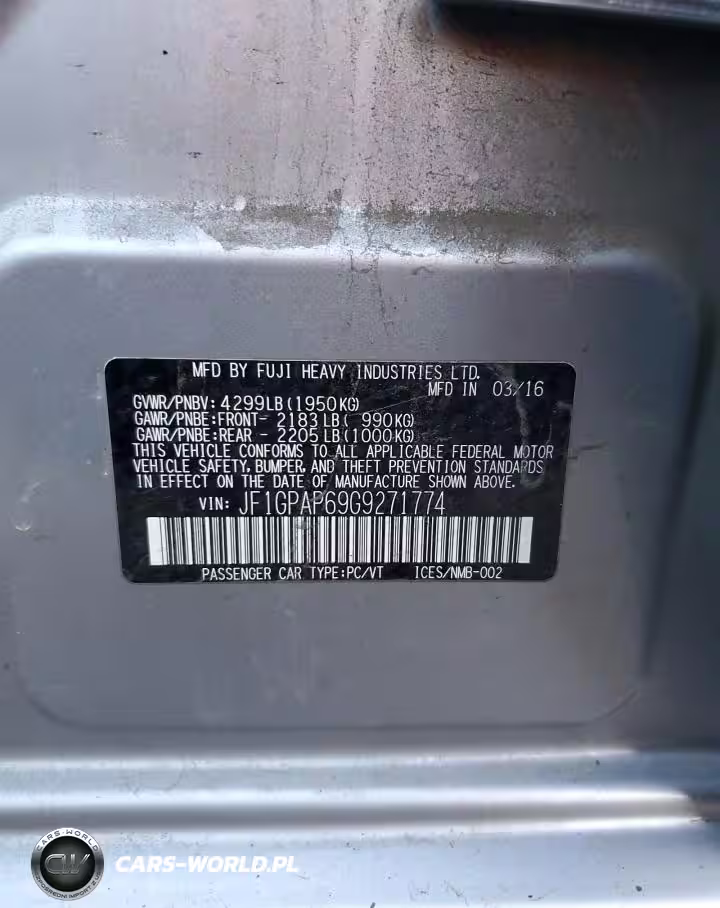 MFD BY FUJI HEAVY INDUSTRIES LTD.
MFD IN 03/16
GVWR/PNBV: 4299LB(1950KG)
GAWR/PNBE:FRONT- 2183LB( 990KG)
GAWR/PNBE:REAR - 2205LB(1000KG)
THIS VEHICLE CONFORMS TO ALL APPLICABLE FEDERAL MOTOR
VEHICLE SAFETY, BUMPER, AND THEFT PREVENTION STANDARDS
IN EFFECT ON THE DATE OF MANUFACTURE SHOWN ABOVE.
VIN: JF1GPAP69G9271774
PASSENGER CAR TYPE:PC/VT ICES/NMB-002
CARS-WORLD
CW
CARS-WORLD.PL